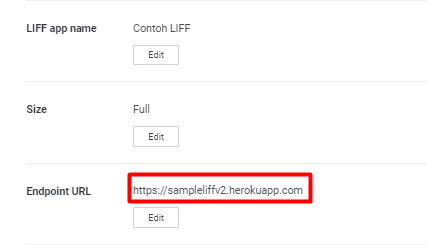 LIFF app name Contoh LIFF
Edit
Size Full
Edit
Endpoint URL https://sampleliffv2.herokuapp.com
Edit